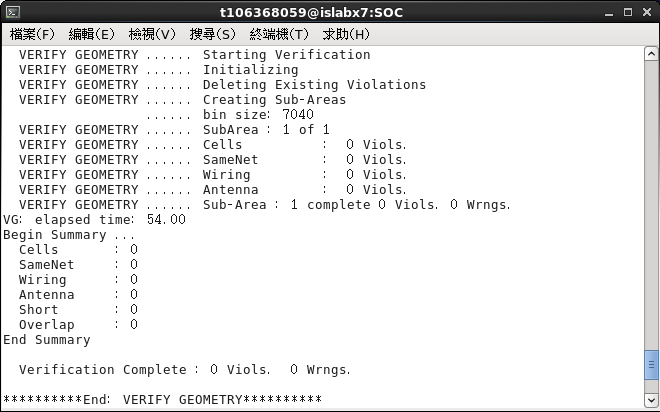 t106368059@islabx7:SOC
檔案(F) 編輯(E) 檢視(V) 搜尋(S) 終端機(T) 求助(H)
VERIFY GEOMETRY ...... Starting Verification
VERIFY GEOMETRY ...... Initializing
VERIFY GEOMETRY ...... Deleting Existing Violations
VERIFY GEOMETRY ...... Creating Sub-Areas
...... bin size: 7040
VERIFY GEOMETRY ...... SubArea : 1 of 1
VERIFY GEOMETRY ...... Cells : 0 Viols.
VERIFY GEOMETRY ...... SameNet : 0 Viols.
VERIFY GEOMETRY ...... Wiring : 0 Viols.
VERIFY GEOMETRY ...... Antenna : 0 Viols.
VERIFY GEOMETRY ...... Sub-Area : 1 complete 0 Viols. 0 Wrngs.
VG: elapsed time: 54.00
Begin Summary ...
Cells : 0
SameNet : 0
Wiring : 0
Antenna : 0
Short : 0
Overlap : 0
End Summary
Verification Complete : 0 Viols. 0 Wrngs.
**********End: VERIFY GEOMETRY**********